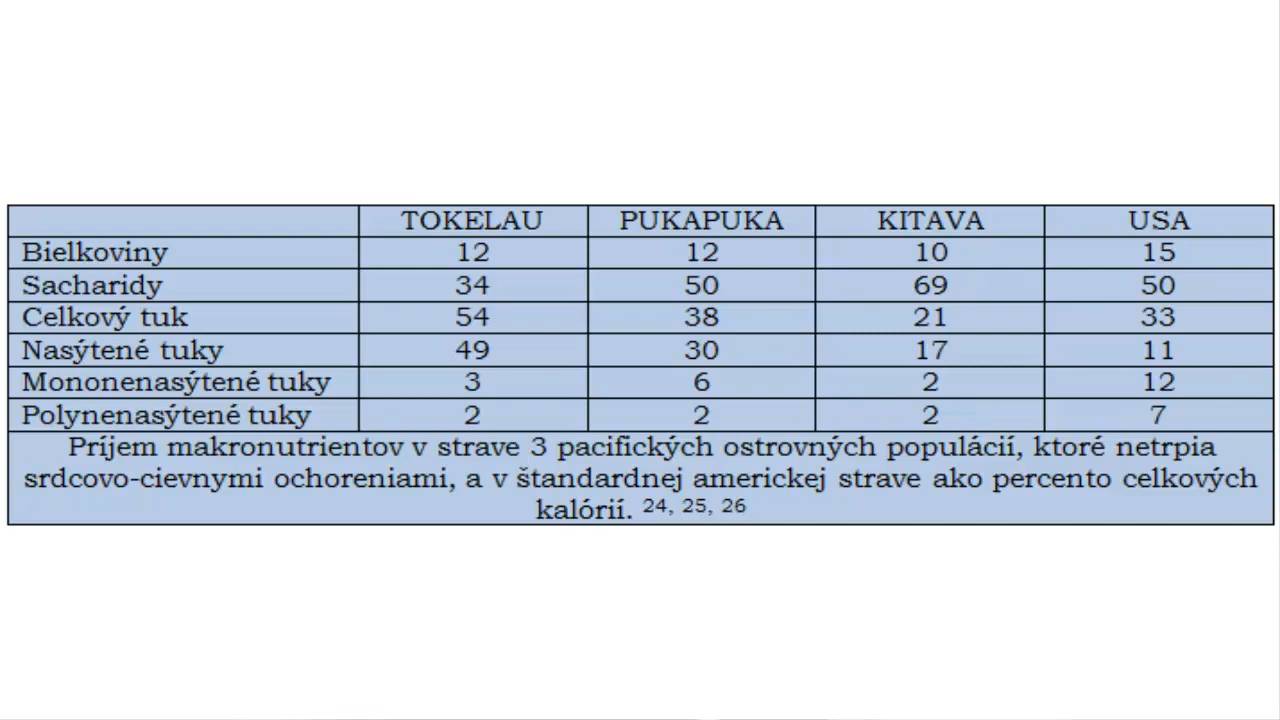 TOKELAU PUKAPUKA KITAVA USA
Bielkoviny 12 12 10 15
Sacharidy 34 50 69 50
Celkový tuk 54 38 21 33
Nasýtené tuky 49 30 17 11
Mononenasýtené tuky 3 6 2 12
Polynenasýtené tuky 2 2 2 7
Príjem makronutrientov v strave 3 pacifických ostrovných populácií, ktoré netrpia
srdcovo-cievnymi ochoreniami, a v štandardnej americkej strave ako percento celkových
kalórií. 24, 25, 26